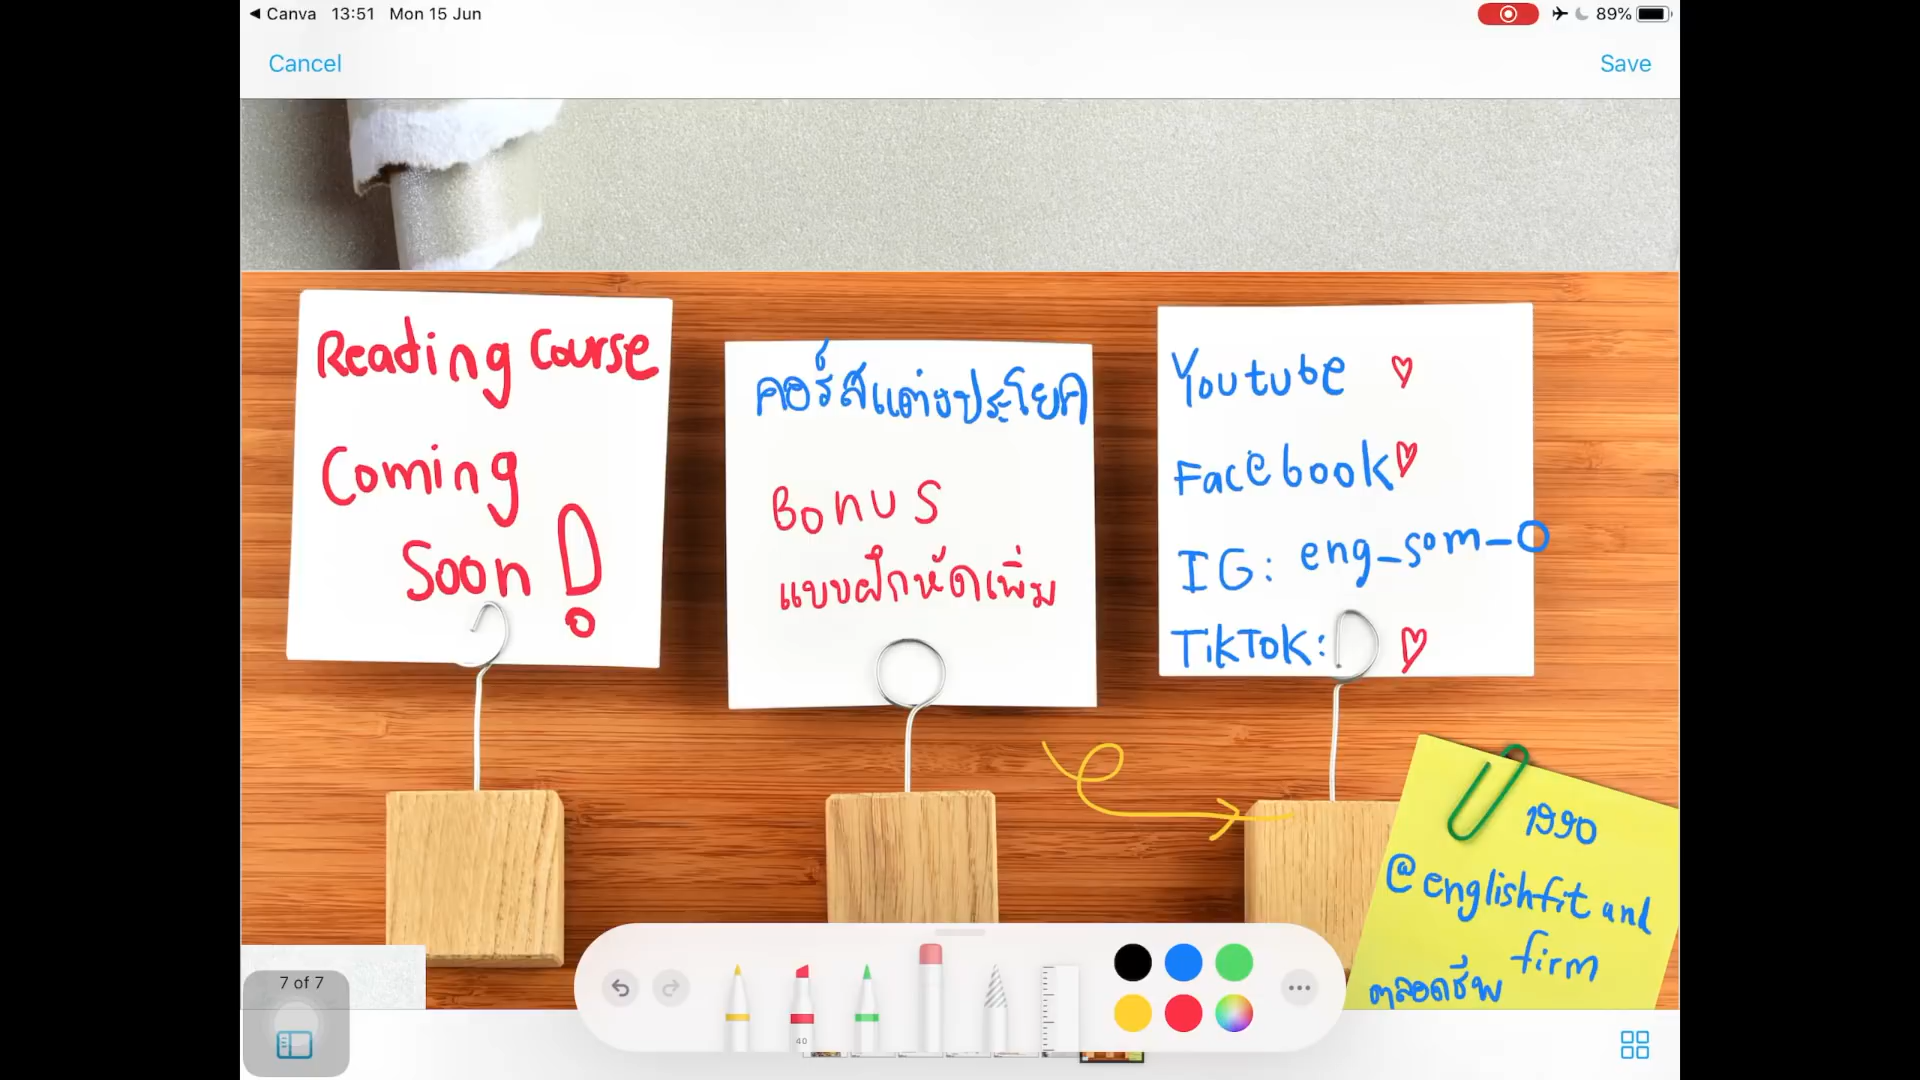 Canva 13:51 Mon 15 Jun
89%
Cancel
Save
Reading Course
Coming
Soon!
คอร์สแต่งประโยค
Bonus
แบบฝึกหัดเพิ่ม
Youtube
Facebook
IG: eng_som_o
TikTok:
1990
@englishfit and
firm
ตลอดชีพ
7 of 7
40